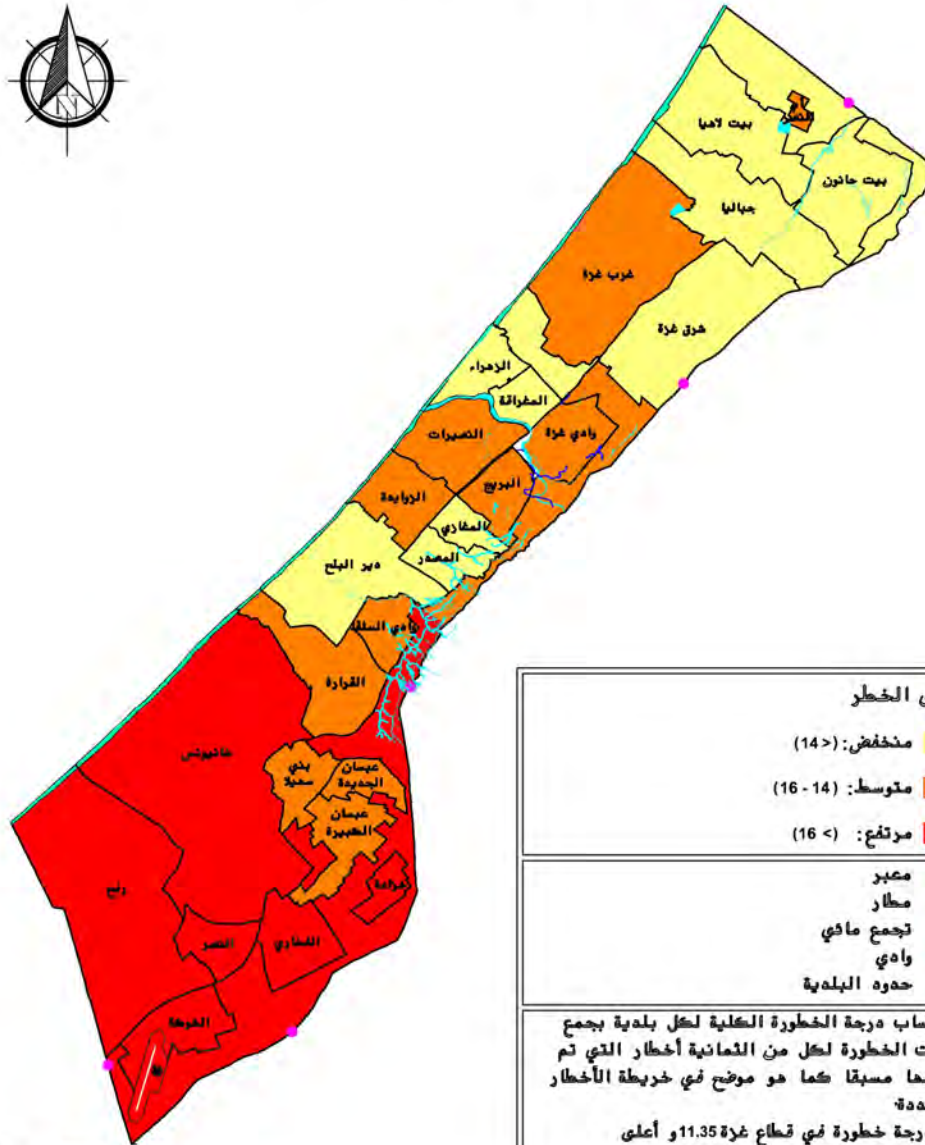 N
بيت لاهيا
النصر
بيت حانون
جباليا
غرب غزة
شرق غزة
الزهراء
المغراقة
وادي غزة
النصيرات
البريج
الزوايدة
المغازي
المصدر
دير البلح
وادي السلقا
القرارة
خانيونس
بني
سهيلا
عبسان
الجديدة
عبسان
الكبيرة
خزاعة
رفح
النصر
الفخاري
الشوكة
الخطر
منخفض: (<14)
متوسط: (14 - 16)
مرتفع: (> 16)
معبر
مطار
تجمع مائي
وادي
حدود البلدية
درجة الخطورة الكلية لكل بلدية بجمع
الخطورة لكل من الثمانية أخطار التي تم
مسبقا كما هو موضح في خريطة الأخطار
خطورة في قطاع غزة 11.35 و أعلى